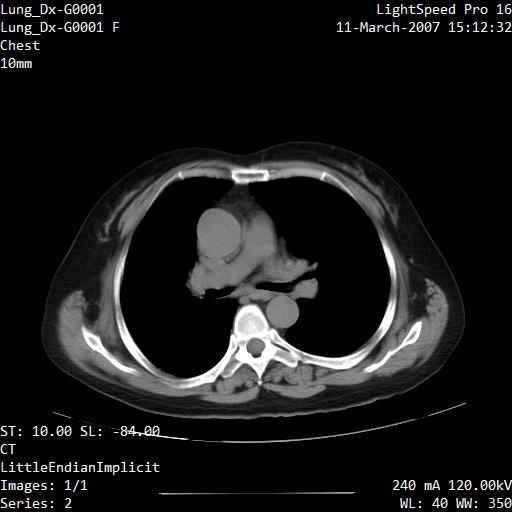 Lung_Dx-G0001
LightSpeed Pro 16
Lung_Dx-G0001 F
11-March-2007 15:12:32
Chest
10mm
ST: 10.00 SL: -84.00
CT
LittleEndianImplicit
Images: 1/1
240 mA 120.00kV
Series: 2
WL: 40 WW: 350